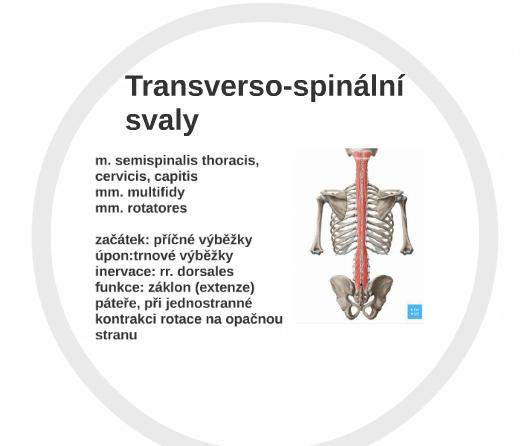 Transverso-spinální
svaly
m. semispinalis thoracis,
cervicis, capitis
mm. multifidy
mm. rotatores
začátek: příčné výběžky
úpon:trnové výběžky
inervace: rr. dorsales
funkce: záklon (extenze)
páteře, při jednostranné
kontrakci rotace na opačnou
stranu